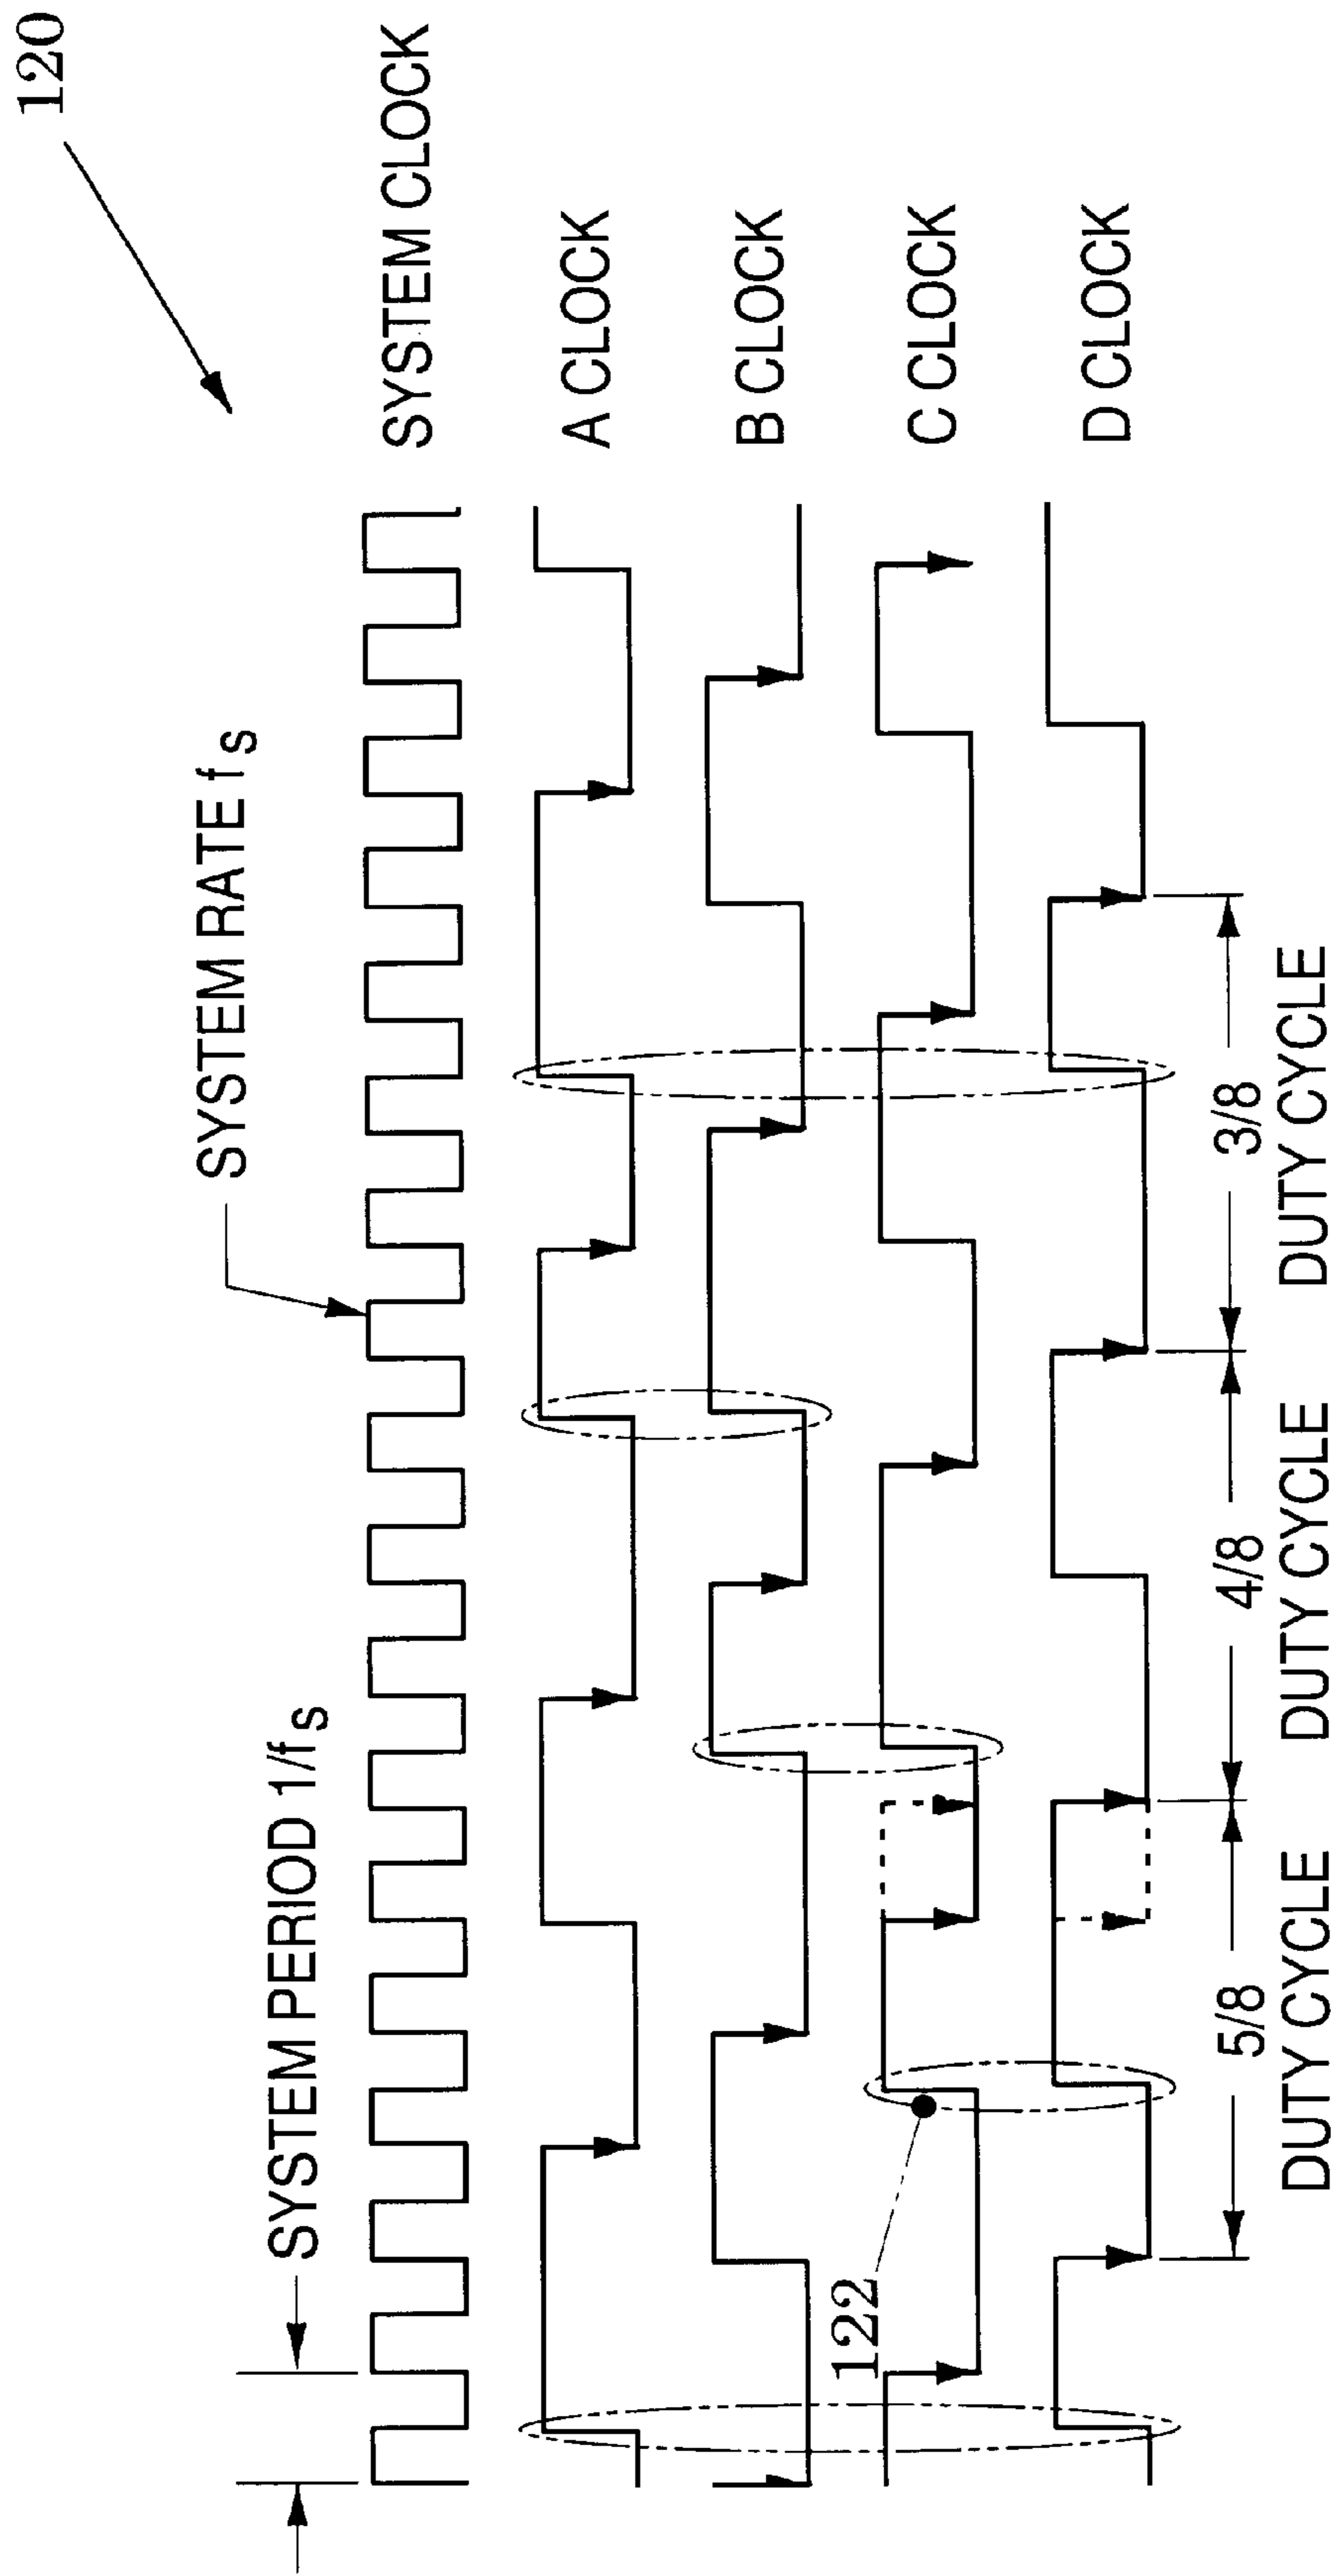 120
SYSTEM PERIOD 1/fs
SYSTEM RATE fs
SYSTEM CLOCK
A CLOCK
B CLOCK
122
C CLOCK
D CLOCK
5/8
DUTY CYCLE
4/8
DUTY CYCLE
3/8
DUTY CYCLE